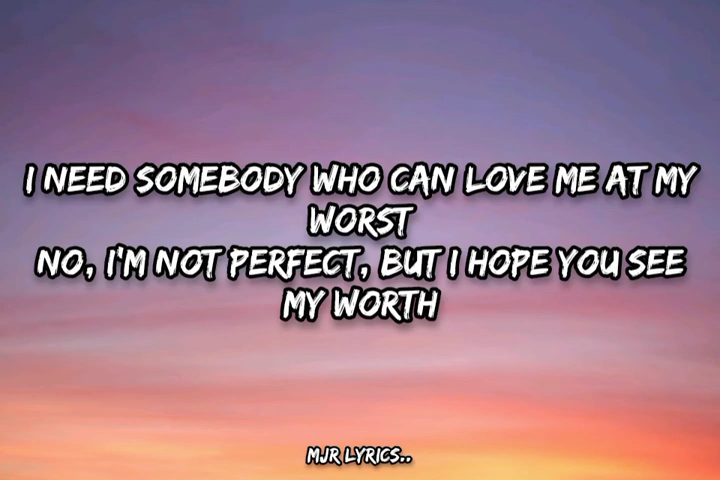 I NEED SOMEBODY WHO CAN LOVE ME AT MY
WORST
NO, I'M NOT PERFECT, BUT I HOPE YOU SEE
MY WORTH
MJR LYRICS..